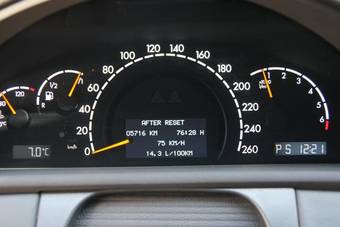 100 120 140 160
80 180
60 200
40 220
20 240
0 260
km/h
120
R 1/1
1 2 3 4 5 6
AFTER RESET
05716 KM 76:28 H
75 KM/H
14.3 L/100KM
7.0°C
P S 12:21